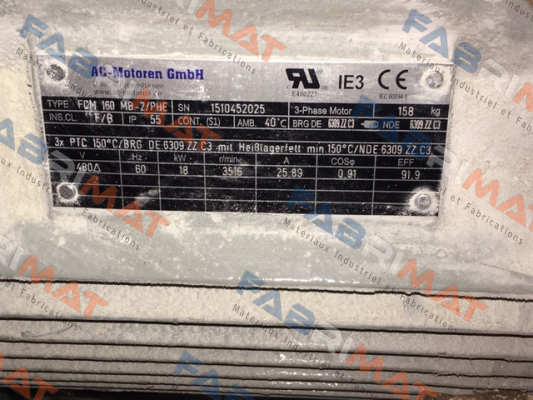 AC-Motoren GmbH
IE3 CE
IEC 60034-1
TYPE FCM 160 MB-2/PHE SN 1510452025 3-Phase Motor 158 kg
INS.CL F/B IP 55 CONT. (S1) AMB. 40°C BRG DE 6309 ZZ C3 NDE 6309 ZZ C3
3x PTC 150°C/BRG DE 6309 ZZ C3 mit Heißlagerfett min 150°C/NDE 6309 ZZ C3
V Hz kW r/min A COSφ EFF
480Δ 60 18 3516 25.89 0.91 91.9
FABRIMAT
Matériaux Industriel et Fabrications